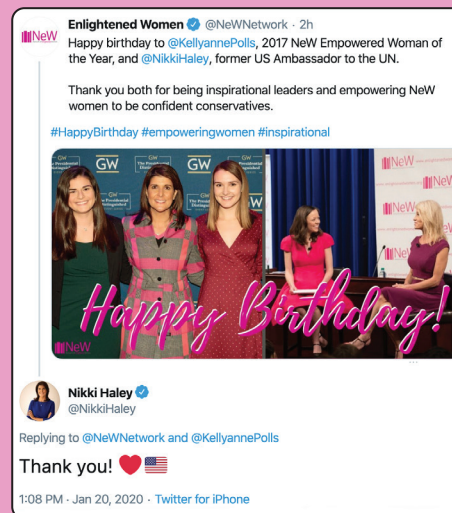 NeW
Enlightened Women @NeWNetwork · 2h
Happy birthday to @KellyannePolls, 2017 NeW Empowered Woman of
the Year, and @NikkiHaley, former US Ambassador to the UN.
Thank you both for being inspirational leaders and empowering NeW
women to be confident conservatives.
#HappyBirthday #empoweringwomen #inspirational
GW
GW
GW
GW
NeW
NeW
NeW
Happy Birthday!
NeW
Nikki Haley
@NikkiHaley
Replying to @NeWNetwork and @KellyannePolls
Thank you! ❤️🇺🇸
1:08 PM · Jan 20, 2020 · Twitter for iPhone